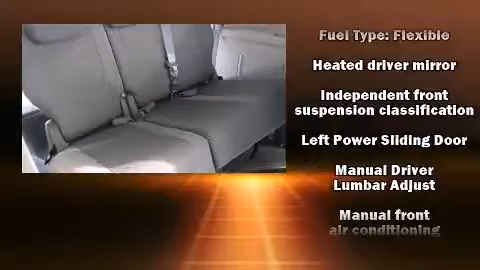 Fuel Type: Flexible
Heated driver mirror
Independent front
suspension classification
Left Power Sliding Door
Manual Driver
Lumbar Adjust
Manual front
air conditioning